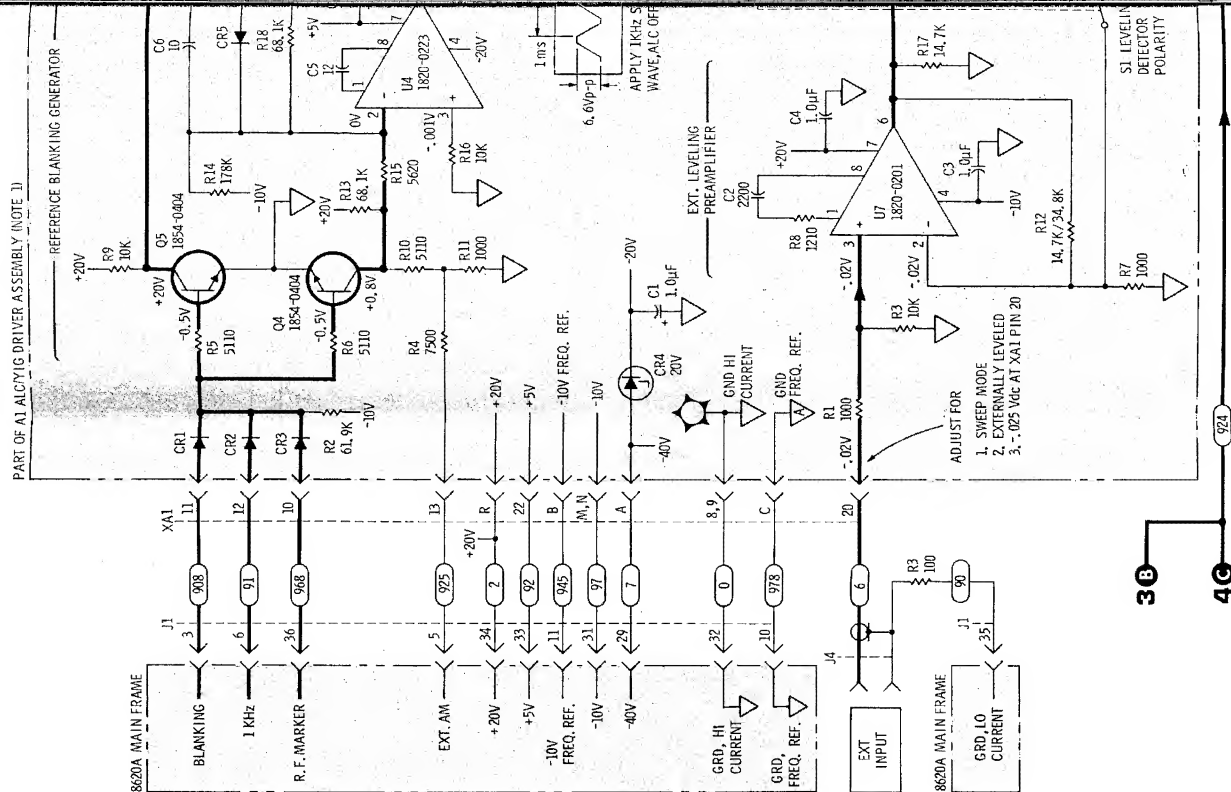 PART OF A1 ALC/YIG DRIVER ASSEMBLY (NOTE 1)
REFERENCE BLANKING GENERATOR
+20V
R9
10K
Q5
1854-0404
+20V
-0.5V
R5
5110
Q4
1854-0404
-0.5V
+0.8V
R6
5110
C6
10
CR5
R18
68.1K
R14
178K
-10V
+20V
R13
68.1K
R15
5620
R10
5110
R11
1000
R4
7500
+5V
7
8
C5
12
1
U4
1820-0223
4
-20V
2
0V
3
-.001V
R16
10K
1 ms
6.6Vp-p
APPLY 1KHz S
WAVE, ALC OFF
EXT. LEVELING
PREAMPLIFIER
C4
1.0µF
+20V
7
8
C2
2200
R8
1210
1
U7
1820-0201
6
4
C3
1.0µF
-10V
3
-.02V
2
-.02V
R12
14.7K/34.8K
R17
14.7K
R7
1000
S1 LEVELIN
DETECTOR
POLARITY
R3
10K
R1
1000
-.02V
ADJUST FOR
1. SWEEP MODE
2. EXTERNALLY LEVELED
3. -.025 Vdc AT XA1 PIN 20
CR1
CR2
CR3
R2
61.9K
-10V
+20V
+5V
-10V FREQ. REF.
-10V
-20V
C1
1.0µF
+
CR4
20V
-40V
GND HI
CURRENT
GND
FREQ. REF.
A
XA1
11
12
10
13
R
22
B
M,N
A
8,9
C
20
+20V
908
91
968
925
2
92
945
97
7
0
978
6
R3
100
90
924
J1
3
6
36
5
34
33
11
31
29
32
10
J4
J1
35
8620A MAIN FRAME
BLANKING
1 KHz
R.F. MARKER
EXT. AM
+20V
+5V
-10V
FREQ. REF.
-10V
-40V
GRD, HI
CURRENT
GRD,
FREQ. REF.
EXT
INPUT
8620A MAIN FRAME
GRD, LO
CURRENT
3B
4C